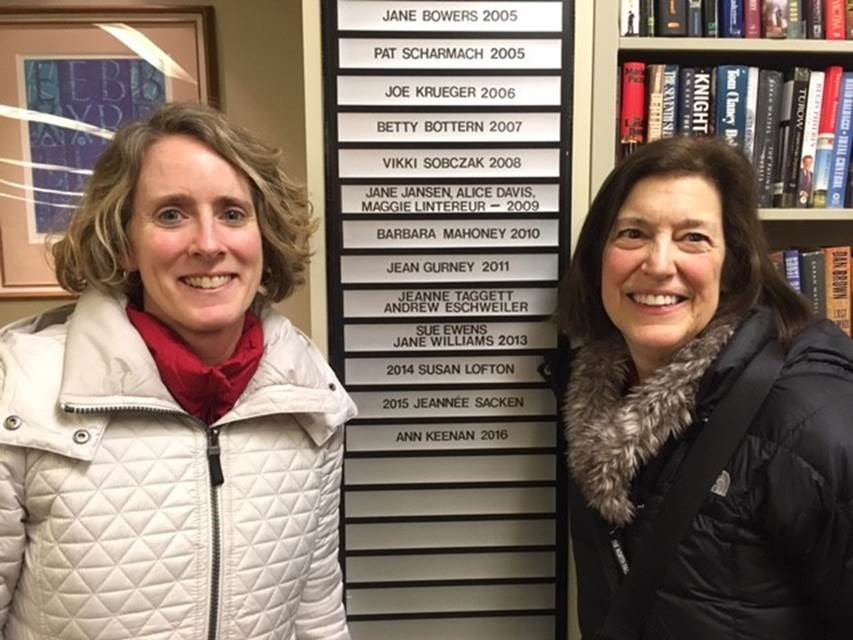 JANE BOWERS 2005
PAT SCHARMACH 2005
JOE KRUEGER 2006
BETTY BOTTERN 2007
VIKKI SOBCZAK 2008
JANE JANSEN, ALICE DAVIS,
MAGGIE LINTEREUR - 2009
BARBARA MAHONEY 2010
JEAN GURNEY 2011
JEANNE TAGGETT
ANDREW ESCHWEILER
SUE EWENS
JANE WILLIAMS 2013
2014 SUSAN LOFTON
2015 JEANNÉE SACKEN
ANN KEENAN 2016
KNIGHT
Tom Clancy
TUROW
DAN BROWN